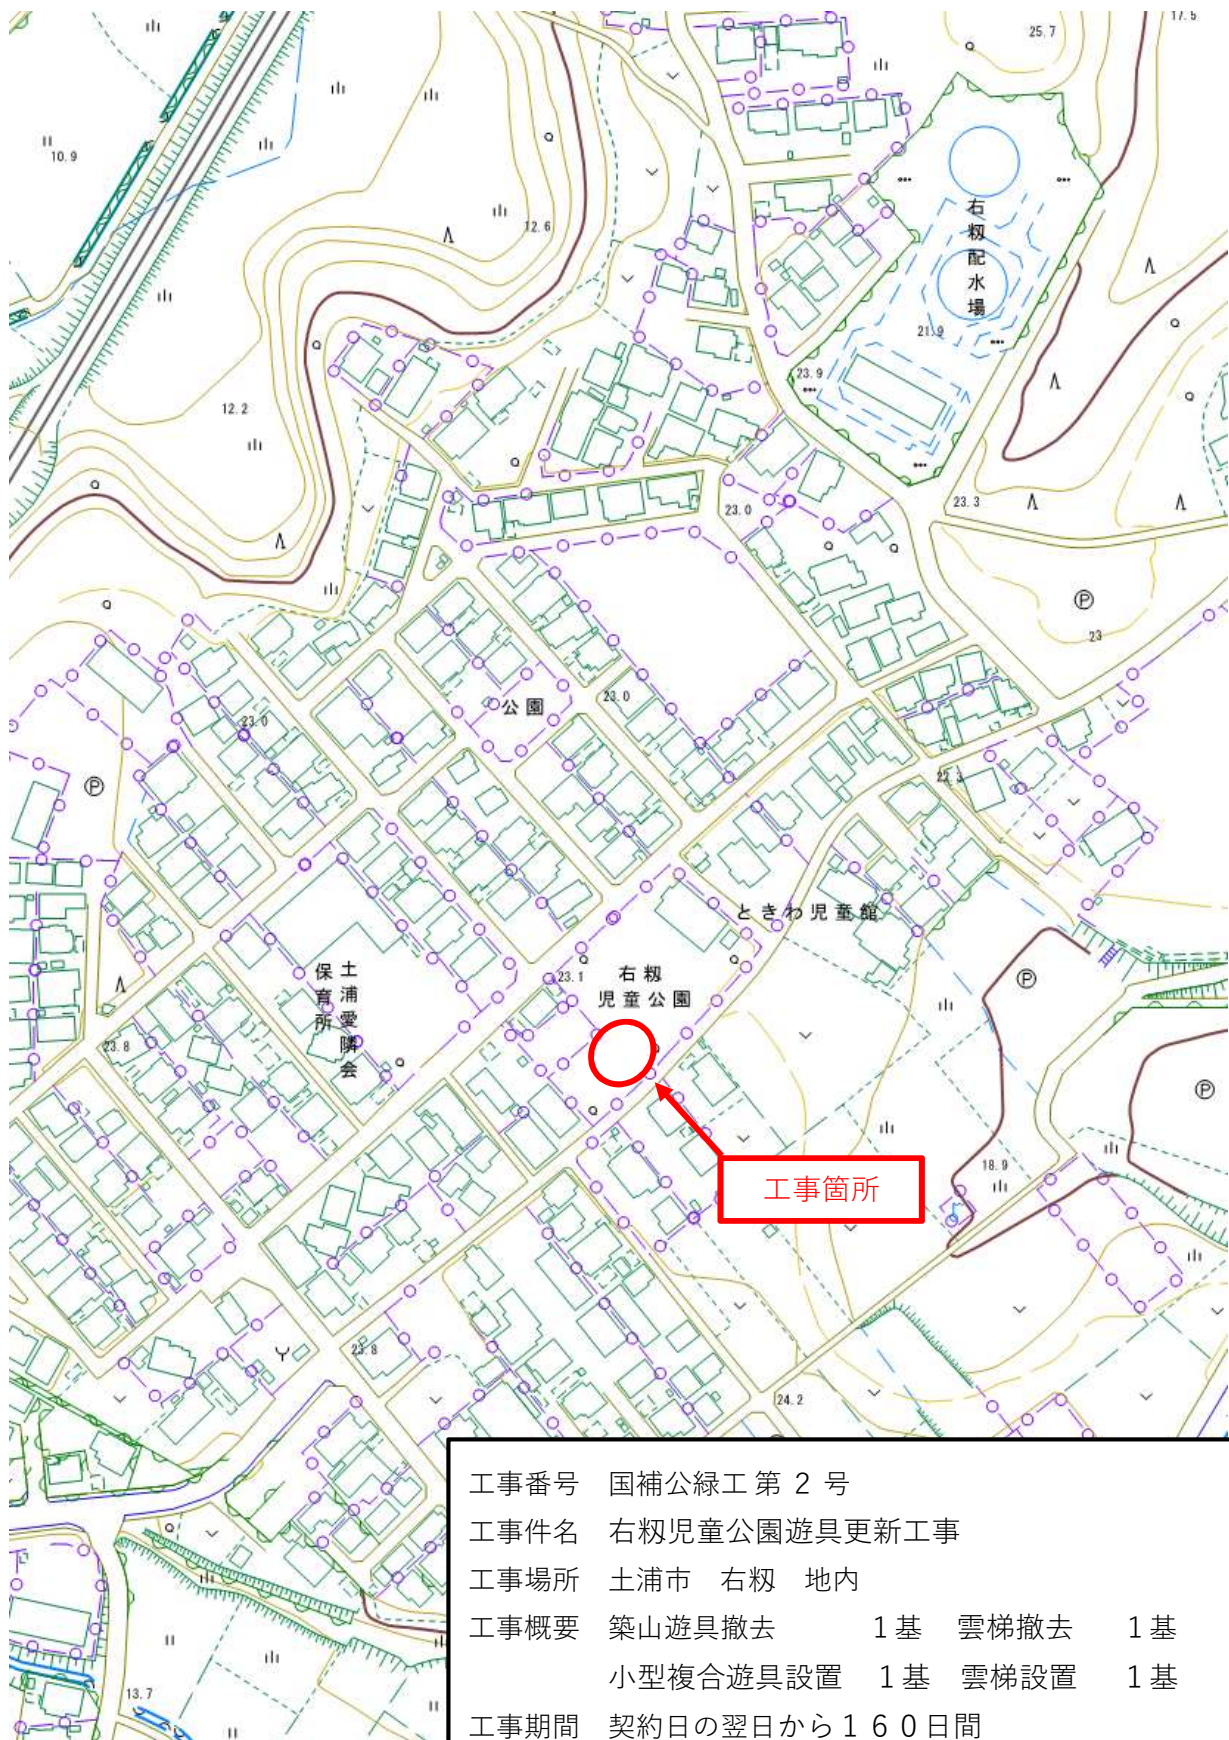 17.5
25.7
10.9
12.6
右籾配水場
21.9
23.9
12.2
23.0
23.3
P
23
公園
23.0
23.0
22.3
P
ときわ児童館
23.1
右籾
児童公園
土浦愛隣会
保育所
P
23.8
P
18.9
工事箇所
23.8
24.2
13.7
工事番号 国補公緑工 第 2 号
工事件名 右籾児童公園遊具更新工事
工事場所 土浦市 右籾 地内
工事概要 築山遊具撤去 1基 雲梯撤去 1基
小型複合遊具設置 1基 雲梯設置 1基
工事期間 契約日の翌日から160日間